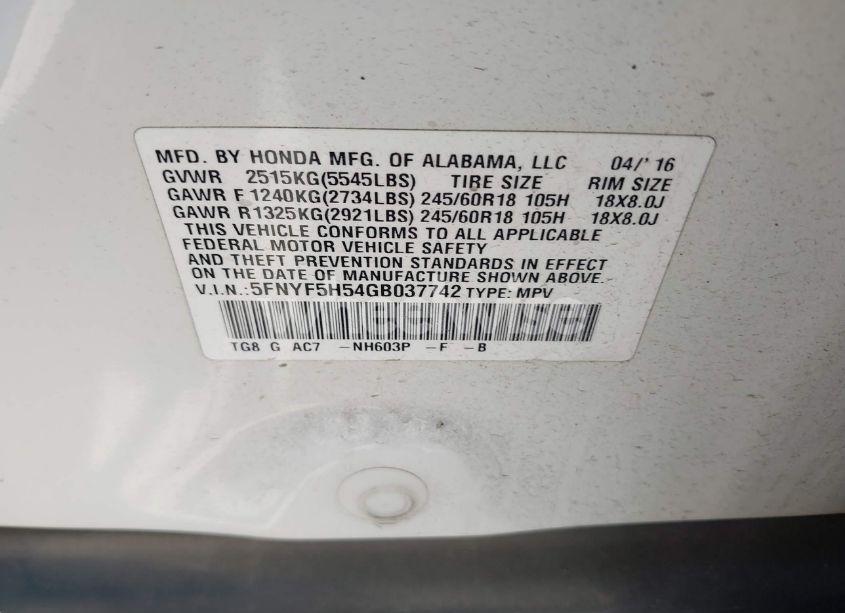 MFD. BY HONDA MFG. OF ALABAMA, LLC 04/'16
GVWR 2515KG(5545LBS) TIRE SIZE RIM SIZE
GAWR F 1240KG(2734LBS) 245/60R18 105H 18X8.0J
GAWR R1325KG(2921LBS) 245/60R18 105H 18X8.0J
THIS VEHICLE CONFORMS TO ALL APPLICABLE
FEDERAL MOTOR VEHICLE SAFETY
AND THEFT PREVENTION STANDARDS IN EFFECT
ON THE DATE OF MANUFACTURE SHOWN ABOVE.
V.I.N.:5FNYF5H54GB037742 TYPE: MPV
TG8 G AC7 -NH603P -F -B